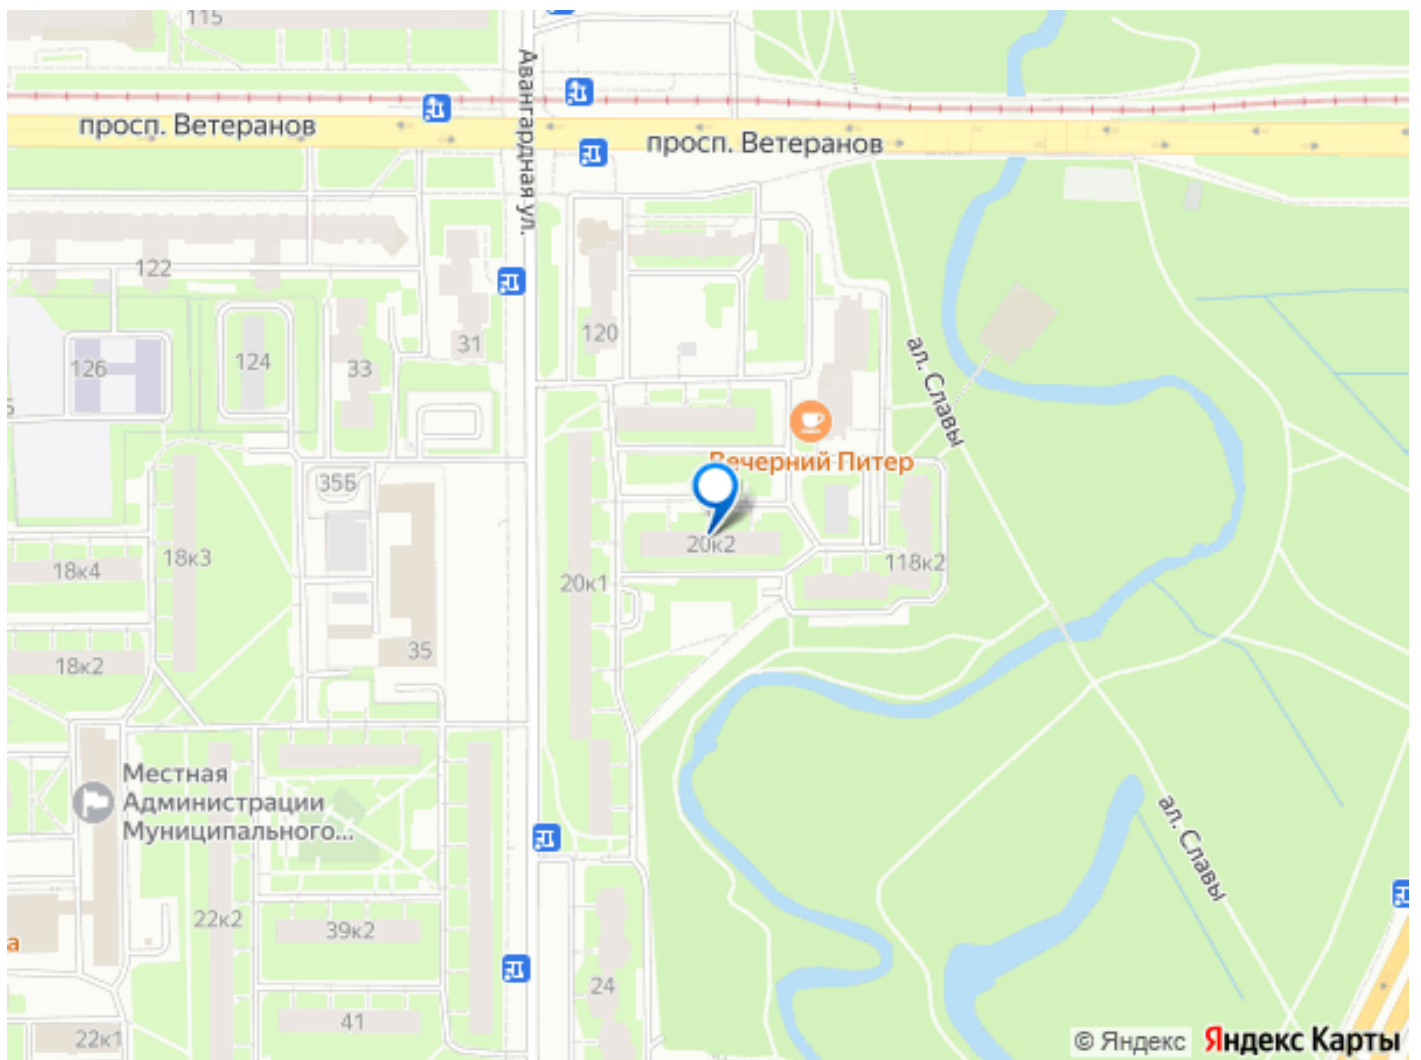 115
Авангардная ул.
просп. Ветеранов
просп. Ветеранов
122
120
31
126
124
33
ал. Славы
Вечерний Питер
35Б
20к2
18к4
18к3
20к1
118к2
18к2
35
Местная
Администрации
Муниципального...
ал. Славы
22к2
39к2
а
24
41
22к1
© Яндекс
Яндекс Карты